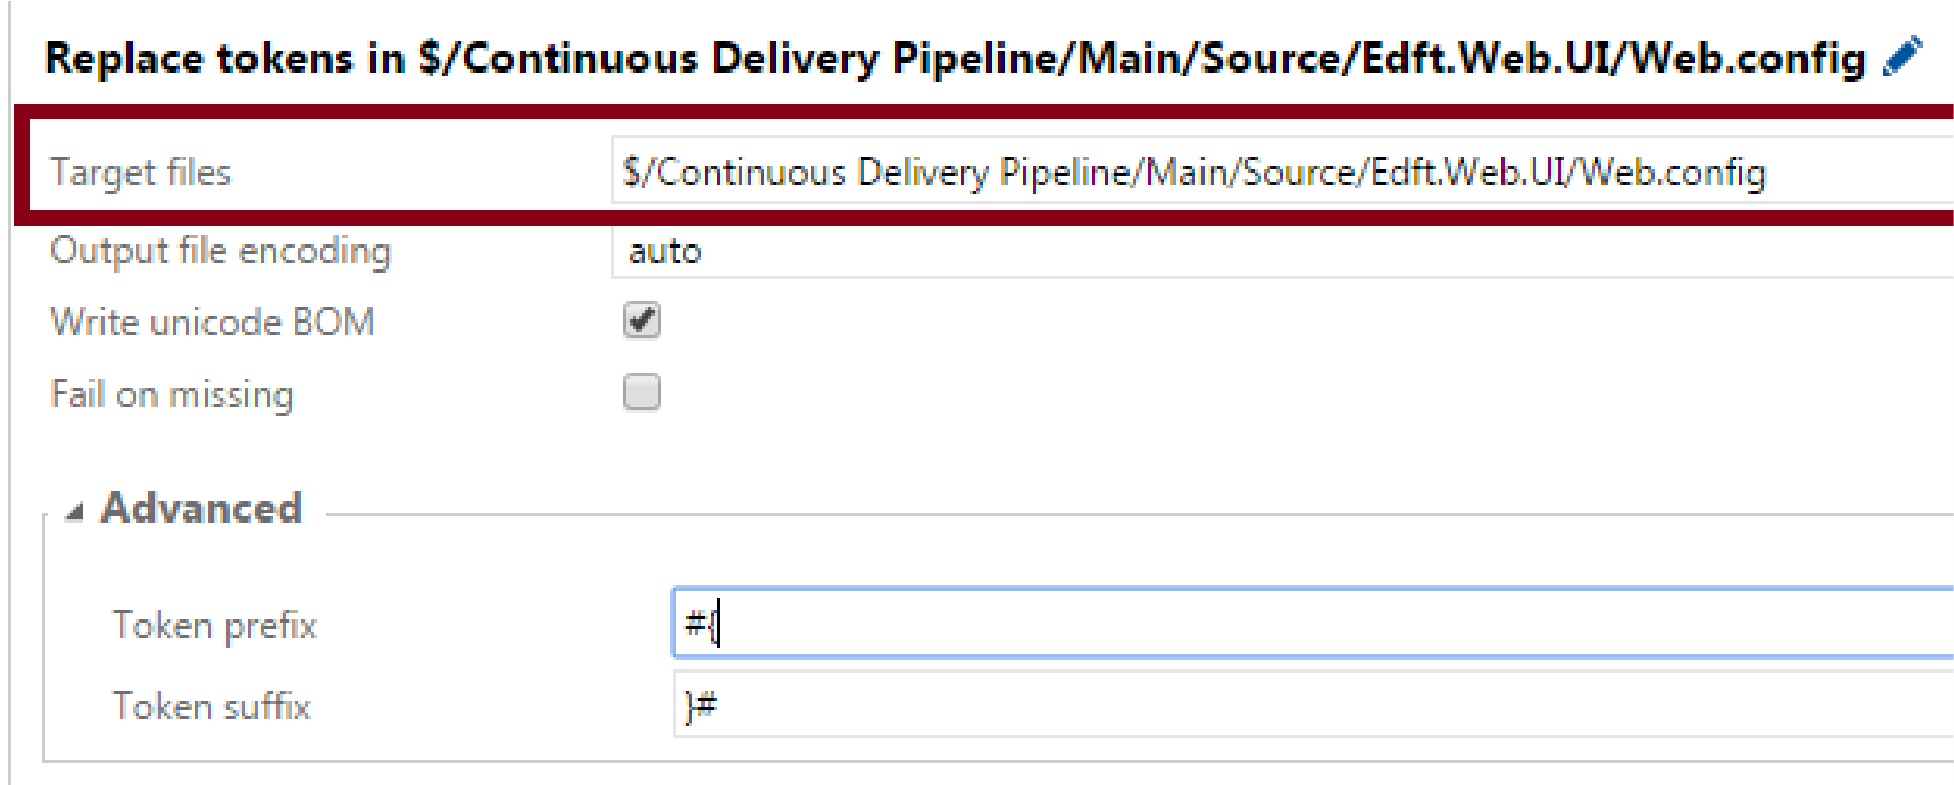 Replace tokens in $/Continuous Delivery Pipeline/Main/Source/Edft.Web.UI/Web.config
Target files $/Continuous Delivery Pipeline/Main/Source/Edft.Web.UI/Web.config
Output file encoding auto
Write unicode BOM
Fail on missing
Advanced
Token prefix #{
Token suffix }#